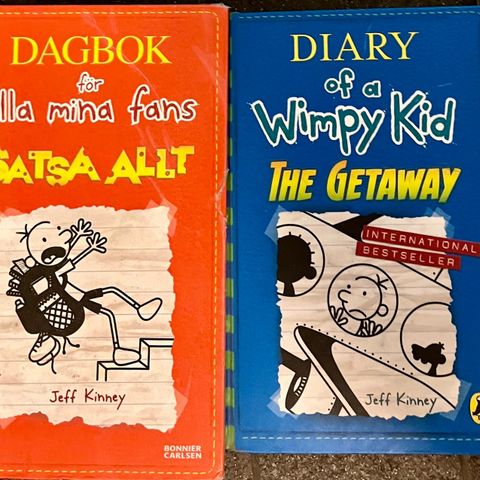 DAGBOK
för
lla mina fans
SATSA ALLT
Jeff Kinney
BONNIER
CARLSEN
DIARY
of a
Wimpy Kid
THE GETAWAY
INTERNATIONAL
BESTSELLER
Jeff Kinney